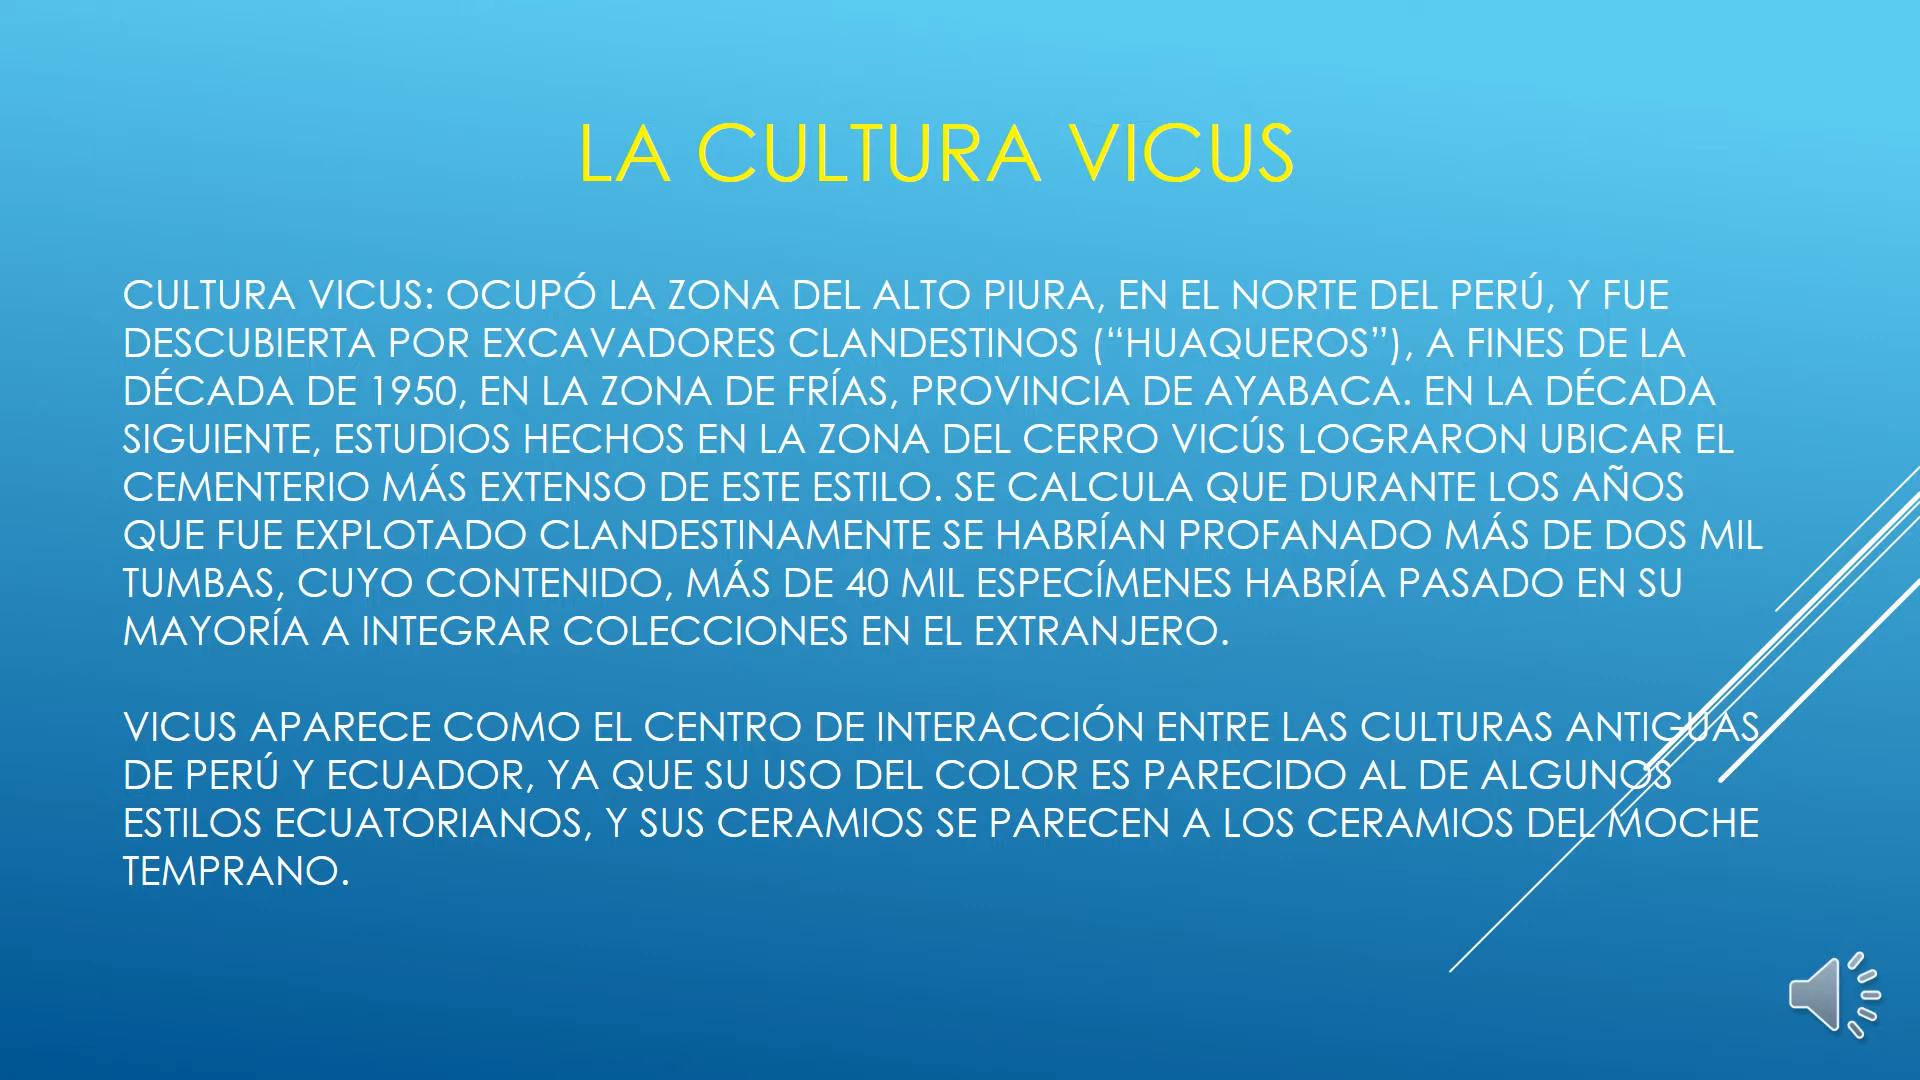 LA CULTURA VICUS
CULTURA VICUS: OCUPÓ LA ZONA DEL ALTO PIURA, EN EL NORTE DEL PERÚ, Y FUE
DESCUBIERTA POR EXCAVADORES CLANDESTINOS (“HUAQUEROS”), A FINES DE LA
DÉCADA DE 1950, EN LA ZONA DE FRÍAS, PROVINCIA DE AYABACA. EN LA DÉCADA
SIGUIENTE, ESTUDIOS HECHOS EN LA ZONA DEL CERRO VICÚS LOGRARON UBICAR EL
CEMENTERIO MÁS EXTENSO DE ESTE ESTILO. SE CALCULA QUE DURANTE LOS AÑOS
QUE FUE EXPLOTADO CLANDESTINAMENTE SE HABRÍAN PROFANADO MÁS DE DOS MIL
TUMBAS, CUYO CONTENIDO, MÁS DE 40 MIL ESPECÍMENES HABRÍA PASADO EN SU
MAYORÍA A INTEGRAR COLECCIONES EN EL EXTRANJERO.
VICUS APARECE COMO EL CENTRO DE INTERACCIÓN ENTRE LAS CULTURAS ANTIGUAS
DE PERÚ Y ECUADOR, YA QUE SU USO DEL COLOR ES PARECIDO AL DE ALGUNOS
ESTILOS ECUATORIANOS, Y SUS CERAMIOS SE PARECEN A LOS CERAMIOS DEL MOCHE
TEMPRANO.